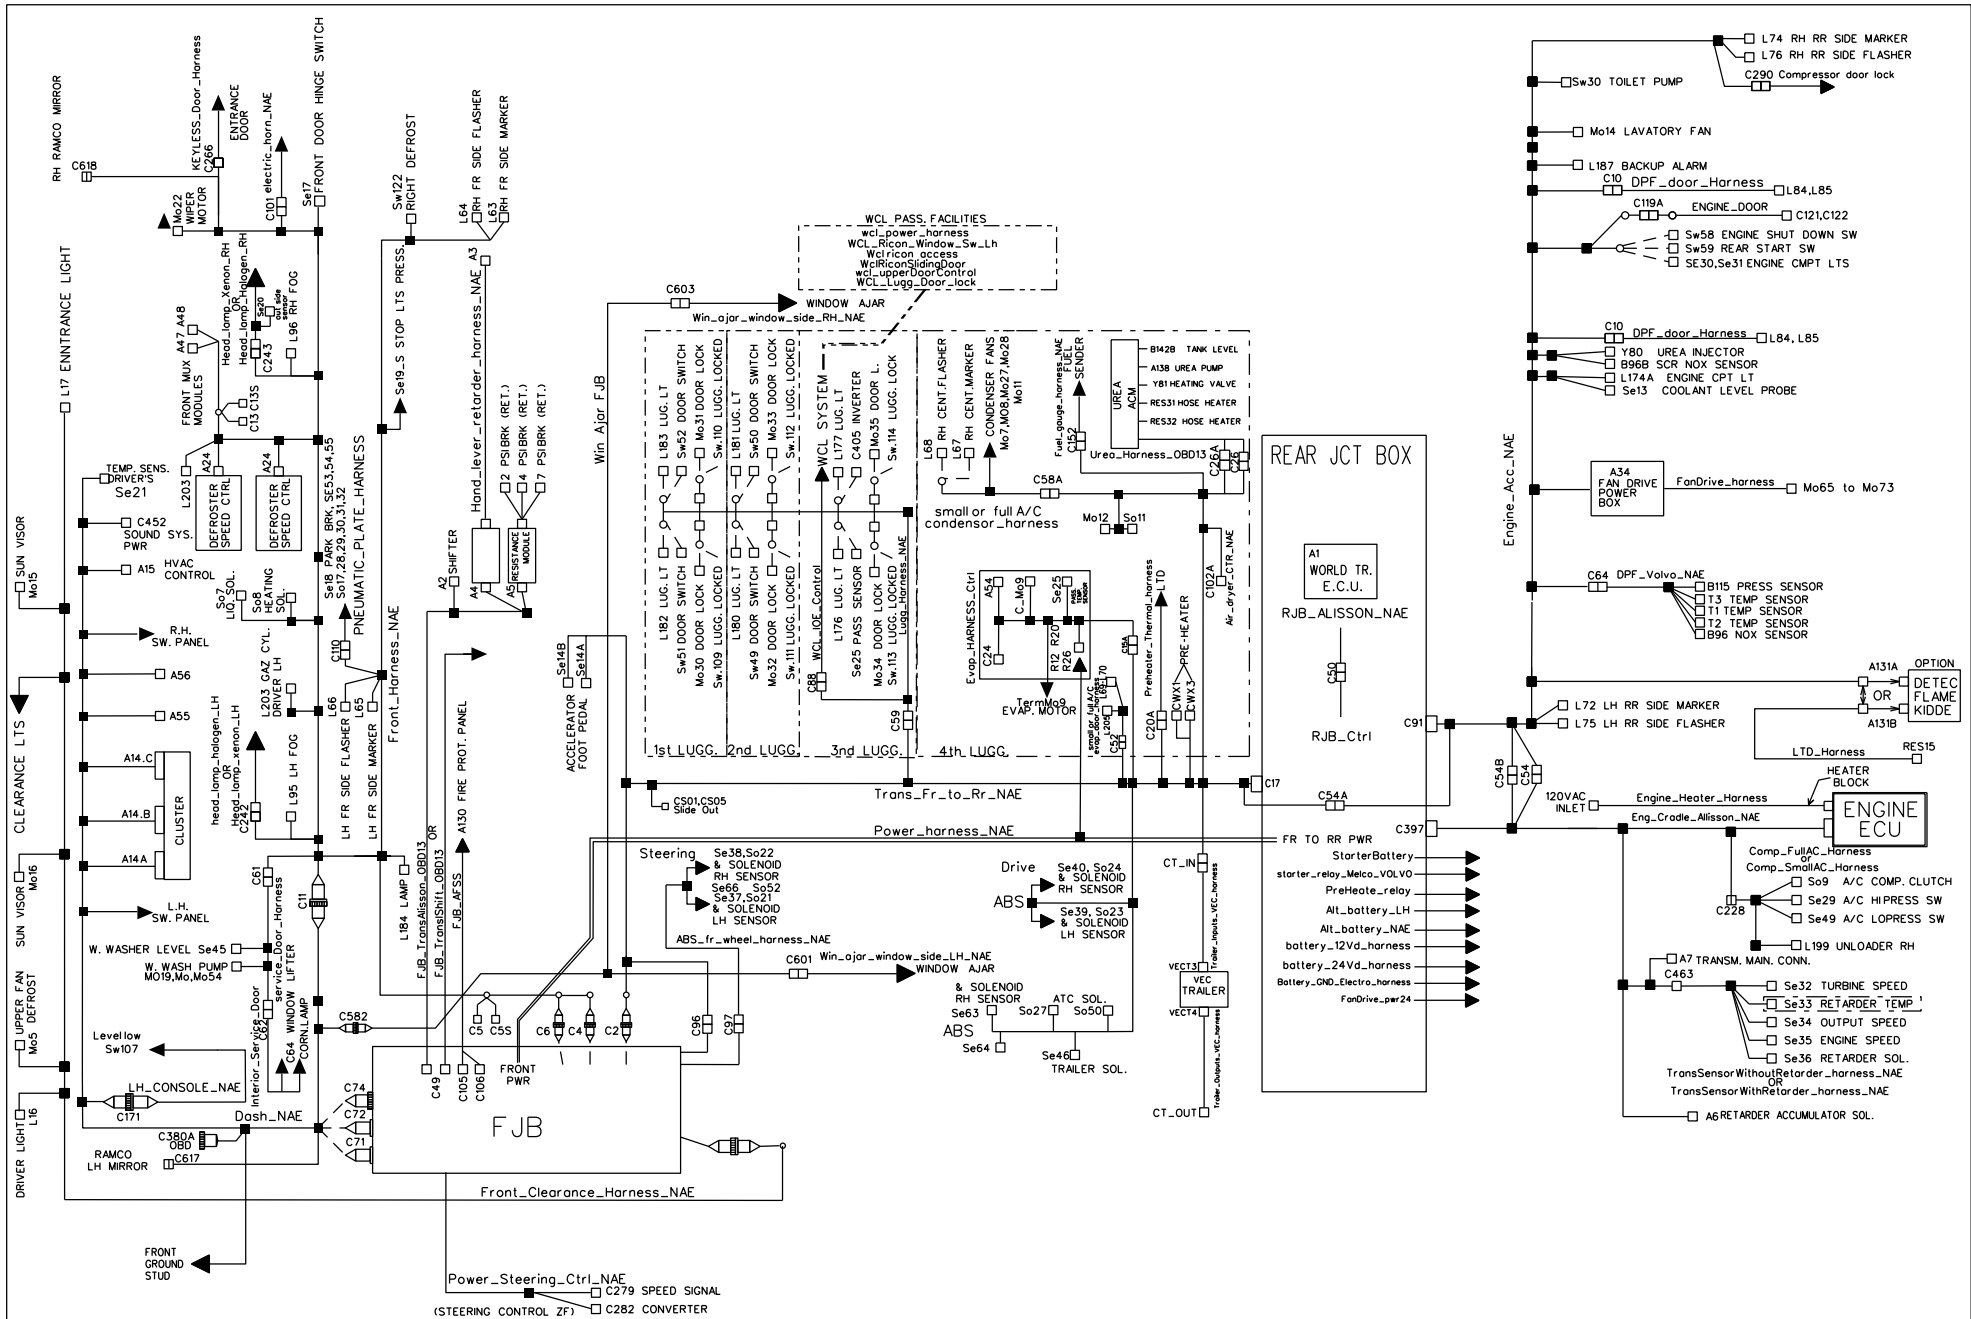 RH RAMCO MIRROR
C618
KEYLESS_Door_Harness
C266
ENTRANCE
DOOR
C101 electric_horn_NAE
Se17
FRONT DOOR HINGE SWITCH
Mo22
WIPER
MOTOR
L17 ENNTRANCE LIGHT
A47 A48
FRONT MUX
MODULES
Head_lamp_Xenon_RH
OR
Head_lamp_Halogen_RH
C243
Se20
out side
sensor
L96 RH FOG
C13 C13S
L203
A24
DEFROSTER
SPEED CTRL
A24
DEFROSTER
SPEED CTRL
TEMP. SENS.
DRIVER'S
Se21
C452
SOUND SYS.
PWR
A15 HVAC
CONTROL
SUN VISOR
Mo15
R.H.
SW. PANEL
A56
A55
CLEARANCE LTS
A14.C
A14.B
A14A
CLUSTER
L.H.
SW. PANEL
SUN VISOR
Mo16
UPPER FAN
DEFROST
Mo5
DRIVER LIGHT
L16
So7
LIQ. SOL.
So8
HEATING
SOL.
L203 GAZ CYL.
DRIVER LH
head_lamp_halogen_LH
OR
Head_lamp_xenon_LH
C242
L95 LH FOG
Se18 PARK BRK, SE53,54,55
So17,28,29,30,31,32
PNEUMATIC_PLATE_HARNESS
C110
L66
LH FR SIDE FLASHER
L65
LH FR SIDE MARKER
Front_Harness_NAE
C61
C11
L184 LAMP
service_Door_Harness
W. WASHER LEVEL Se45
W. WASH PUMP
MO19,Mo,Mo54
C62
Interior_Service_Door
C64 WINDOW LIFTER
CORN.LAMP
C582
Levellow
Sw107
LH_CONSOLE_NAE
C171
Dash_NAE
C380A
OBD
RAMCO
LH MIRROR
C617
FRONT
GROUND
STUD
Sw122
RIGHT DEFROST
Se19_S STOP LTS PRESS.
L64
RH FR SIDE FLASHER
L63
RH FR SIDE MARKER
A3
Hand_lever_retarder_harness_NAE
2 PSIBRK (RET.)
4 PSIBRK (RET.)
7 PSIBRK (RET.)
A2 SHIFTER
A4
A5
RESISTANCE
MODULE
A130 FIRE PROT. PANEL
FJB_TransAlisson_OBD13
OR
FJB_TranslShift_OBD13
FJB_AFSS
Se14B
Se14A
ACCELERATOR
FOOT PEDAL
Win Ajar FJB
C603
WINDOW AJAR
Win_ajar_window_side_RH_NAE
WCL PASS. FACILITIES
wcl_power_harness
WCL_Ricon_Window_Sw_Lh
Wclricon access
WclRiconSlidingDoor
wcl_upperDoorControl
WCL_Lugg_Door_lock
L183 LUG. LT
Sw52 DOOR SWITCH
Mo31 DOOR LOCK
Sw.110 LUGG.LOCKED
L181 LUG. LT
Sw50 DOOR SWITCH
Mo33 DOOR LOCK
Sw.112 LUGG. LOCKED
WCL SYSTEM
L177 LUG. LT
C405 INVERTER
Mo35 DOOR L.
Sw.114 LUGG. LOCK
L182 LUG. LT
Sw51 DOOR SWITCH
Mo30 DOOR LOCK
Sw.109 LUGG.LOCKED
L180 LUG. LT
Sw49 DOOR SWITCH
Mo32 DOOR LOCK
Sw.111 LUGG. LOCKED
WCL_IOE_Control
C88
L176 LUG. LT
Se25 PASS SENSOR
Mo34 DOOR LOCK
Sw.113 LUGG. LOCKED
Lugg_Harness_NAE
C59
1st LUGG. 2nd LUGG. 3rd LUGG. 4th LUGG.
L68
RH CENT.FLASHER
L67
RH CENT.MARKER
CONDENSER FANS
Mo7,MO8,Mo27,Mo28
Mo11
Fuel_gauge_harness_NAE
FUEL
SENDER
C152
UREA
ACM
B142B TANK LEVEL
A138 UREA PUMP
Y81 HEATING VALVE
RES31 HOSE HEATER
RES32 HOSE HEATER
Urea_Harness_OBD13
C26A
C26
C58A
small or full A/C
condensor_harness
Mo12 So11
Evap_HARNESS_Ctrl
A54
C_Mo9
Se25
PASS.
TEMP
SENSOR
C24
R12 R20
R26
TermMo9
EVAP. MOTOR
C15A
small or full A/C
evap_door_harness
L205
L69-L70
C52
Preheater_Thermal_harness
LTD
C20A
PRE-HEATER
CWX1
CWX3
C102A
Air_dryer_CTR_NAE
CS01,CS05
Slide Out
Trans_Fr_to_Rr_NAE
C17
Power_harness_NAE
Steering
Se38,So22
& SOLENOID
RH SENSOR
Se66 So52
Se37,So21
& SOLENOID
LH SENSOR
ABS_fr_wheel_harness_NAE
C601
Win_ajar_window_side_LH_NAE
WINDOW AJAR
Drive
ABS
Se40, So24
& SOLENOID
RH SENSOR
Se39, So23
& SOLENOID
LH SENSOR
& SOLENOID
RH SENSOR
Se63
ATC SOL.
So27 So50
ABS
Se64
Se46
TRAILER SOL.
CT_IN
Trailer_Inputs_VEC_harness
VECT3
VEC
TRAILER
VECT4
Trailer_Outputs_VEC_harness
CT_OUT
C5 C5S
C6 C4 C2
C96 C97
C49
C105
C106
FRONT
PWR
FJB
C74
C72
C71
Front_Clearance_Harness_NAE
Power_Steering_Ctrl_NAE
C279 SPEED SIGNAL
(STEERING CONTROL ZF)
C282 CONVERTER
REAR JCT BOX
A1
WORLD TR.
E.C.U.
RJB_ALISSON_NAE
C50
RJB_Ctrl
C91
C54A
C397
FR TO RR PWR
StarterBattery
starter_relay_Melco_VOLVO
PreHeate_relay
Alt_battery_LH
Alt_battery_NAE
battery_12Vd_harness
battery_24Vd_harness
Battery_GND_Electro_harness
FanDrive_pwr24
Engine_Acc_NAE
L74 RH RR SIDE MARKER
L76 RH RR SIDE FLASHER
C290 Compressor door lock
Sw30 TOILET PUMP
Mo14 LAVATORY FAN
L187 BACKUP ALARM
C10 DPF_door_Harness
L84,L85
C119A ENGINE_DOOR
C121,C122
Sw58 ENGINE SHUT DOWN SW
Sw59 REAR START SW
SE30,Se31 ENGINE CMPT LTS
C10 DPF_door_Harness
L84, L85
Y80 UREA INJECTOR
B96B SCR NOX SENSOR
L174A ENGINE CPT LT
Se13 COOLANT LEVEL PROBE
A34
FAN DRIVE
POWER
BOX
FanDrive_harness
Mo65 to Mo73
C64 DPF_Volvo_NAE
B115 PRESS SENSOR
T3 TEMP SENSOR
T1 TEMP SENSOR
T2 TEMP SENSOR
B96 NOX SENSOR
A131A
OPTION
OR
DETEC
FLAME
KIDDE
A131B
L72 LH RR SIDE MARKER
L75 LH RR SIDE FLASHER
LTD_Harness
RES15
C54B
C54
HEATER
BLOCK
120VAC
INLET
Engine_Heater_Harness
Eng_Cradle_Allisson_NAE
ENGINE
ECU
Comp_FullAC_Harness
or
Comp_SmallAC_Harness
So9 A/C COMP. CLUTCH
Se29 A/C HIPRESS SW
C228
Se49 A/C LOPRESS SW
L199 UNLOADER RH
A7 TRANSM. MAIN. CONN.
C463
Se32 TURBINE SPEED
Se33 RETARDER TEMP
Se34 OUTPUT SPEED
Se35 ENGINE SPEED
Se36 RETARDER SOL.
TransSensorWithoutRetarder_harness_NAE
OR
TransSensorWithRetarder_harness_NAE
A6 RETARDER ACCUMULATOR SOL.